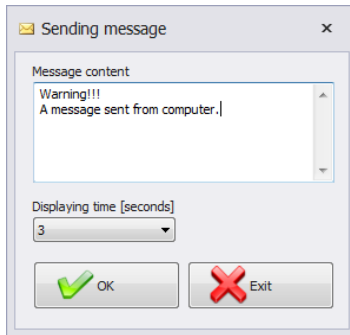 Sending message
Message content
Warning!!!
A message sent from computer.
Displaying time [seconds]
3
OK
Exit